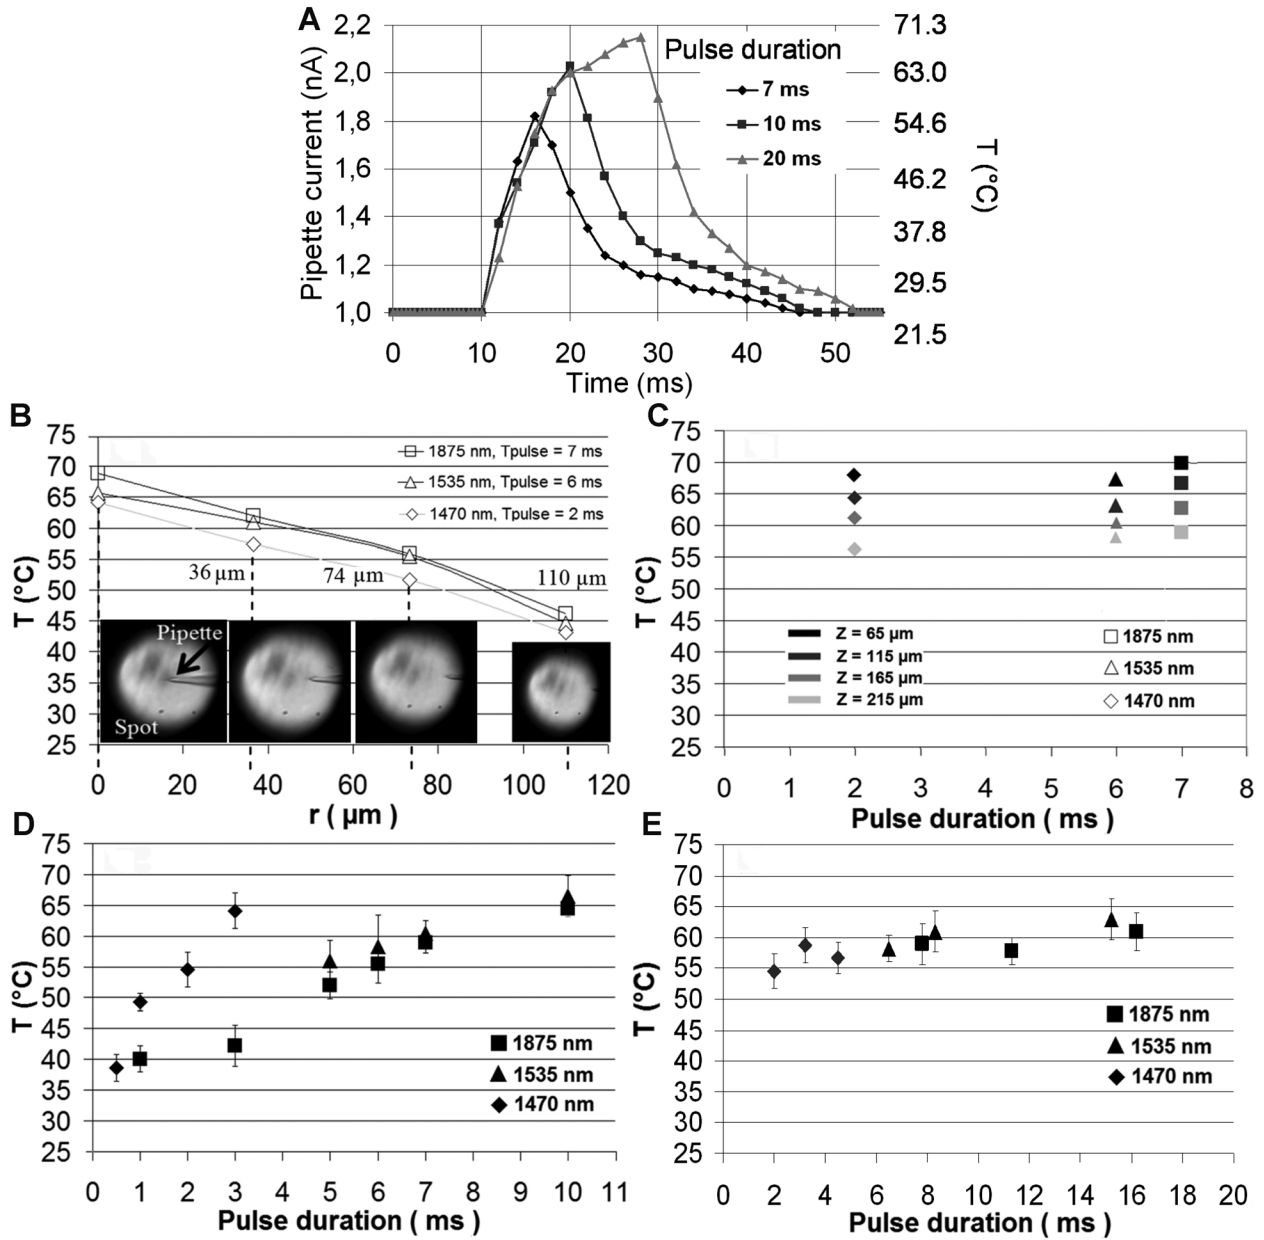 A
2,2
2,0
1,8
1,6
1,4
1,2
1,0
Pipette current (nA)
0 10 20 30 40 50
Time (ms)
71.3
63.0
54.6
46.2
37.8
29.5
21.5
T (°C)
Pulse duration
7 ms
10 ms
20 ms
B
75
70
65
60
55
50
45
40
35
30
25
T (°C)
1875 nm, Tpulse = 7 ms
1535 nm, Tpulse = 6 ms
1470 nm, Tpulse = 2 ms
36 µm
74 µm
110 µm
Pipette
Spot
0 20 40 60 80 100 120
r ( µm )
C
75
70
65
60
55
50
45
40
35
30
25
Z = 65 µm
Z = 115 µm
Z = 165 µm
Z = 215 µm
1875 nm
1535 nm
1470 nm
0 1 2 3 4 5 6 7 8
Pulse duration ( ms )
D
75
70
65
60
55
50
45
40
35
30
25
T (°C)
1875 nm
1535 nm
1470 nm
0 1 2 3 4 5 6 7 8 9 10 11
Pulse duration ( ms )
E
75
70
65
60
55
50
45
40
35
30
25
T (°C)
1875 nm
1535 nm
1470 nm
0 2 4 6 8 10 12 14 16 18 20
Pulse duration ( ms )